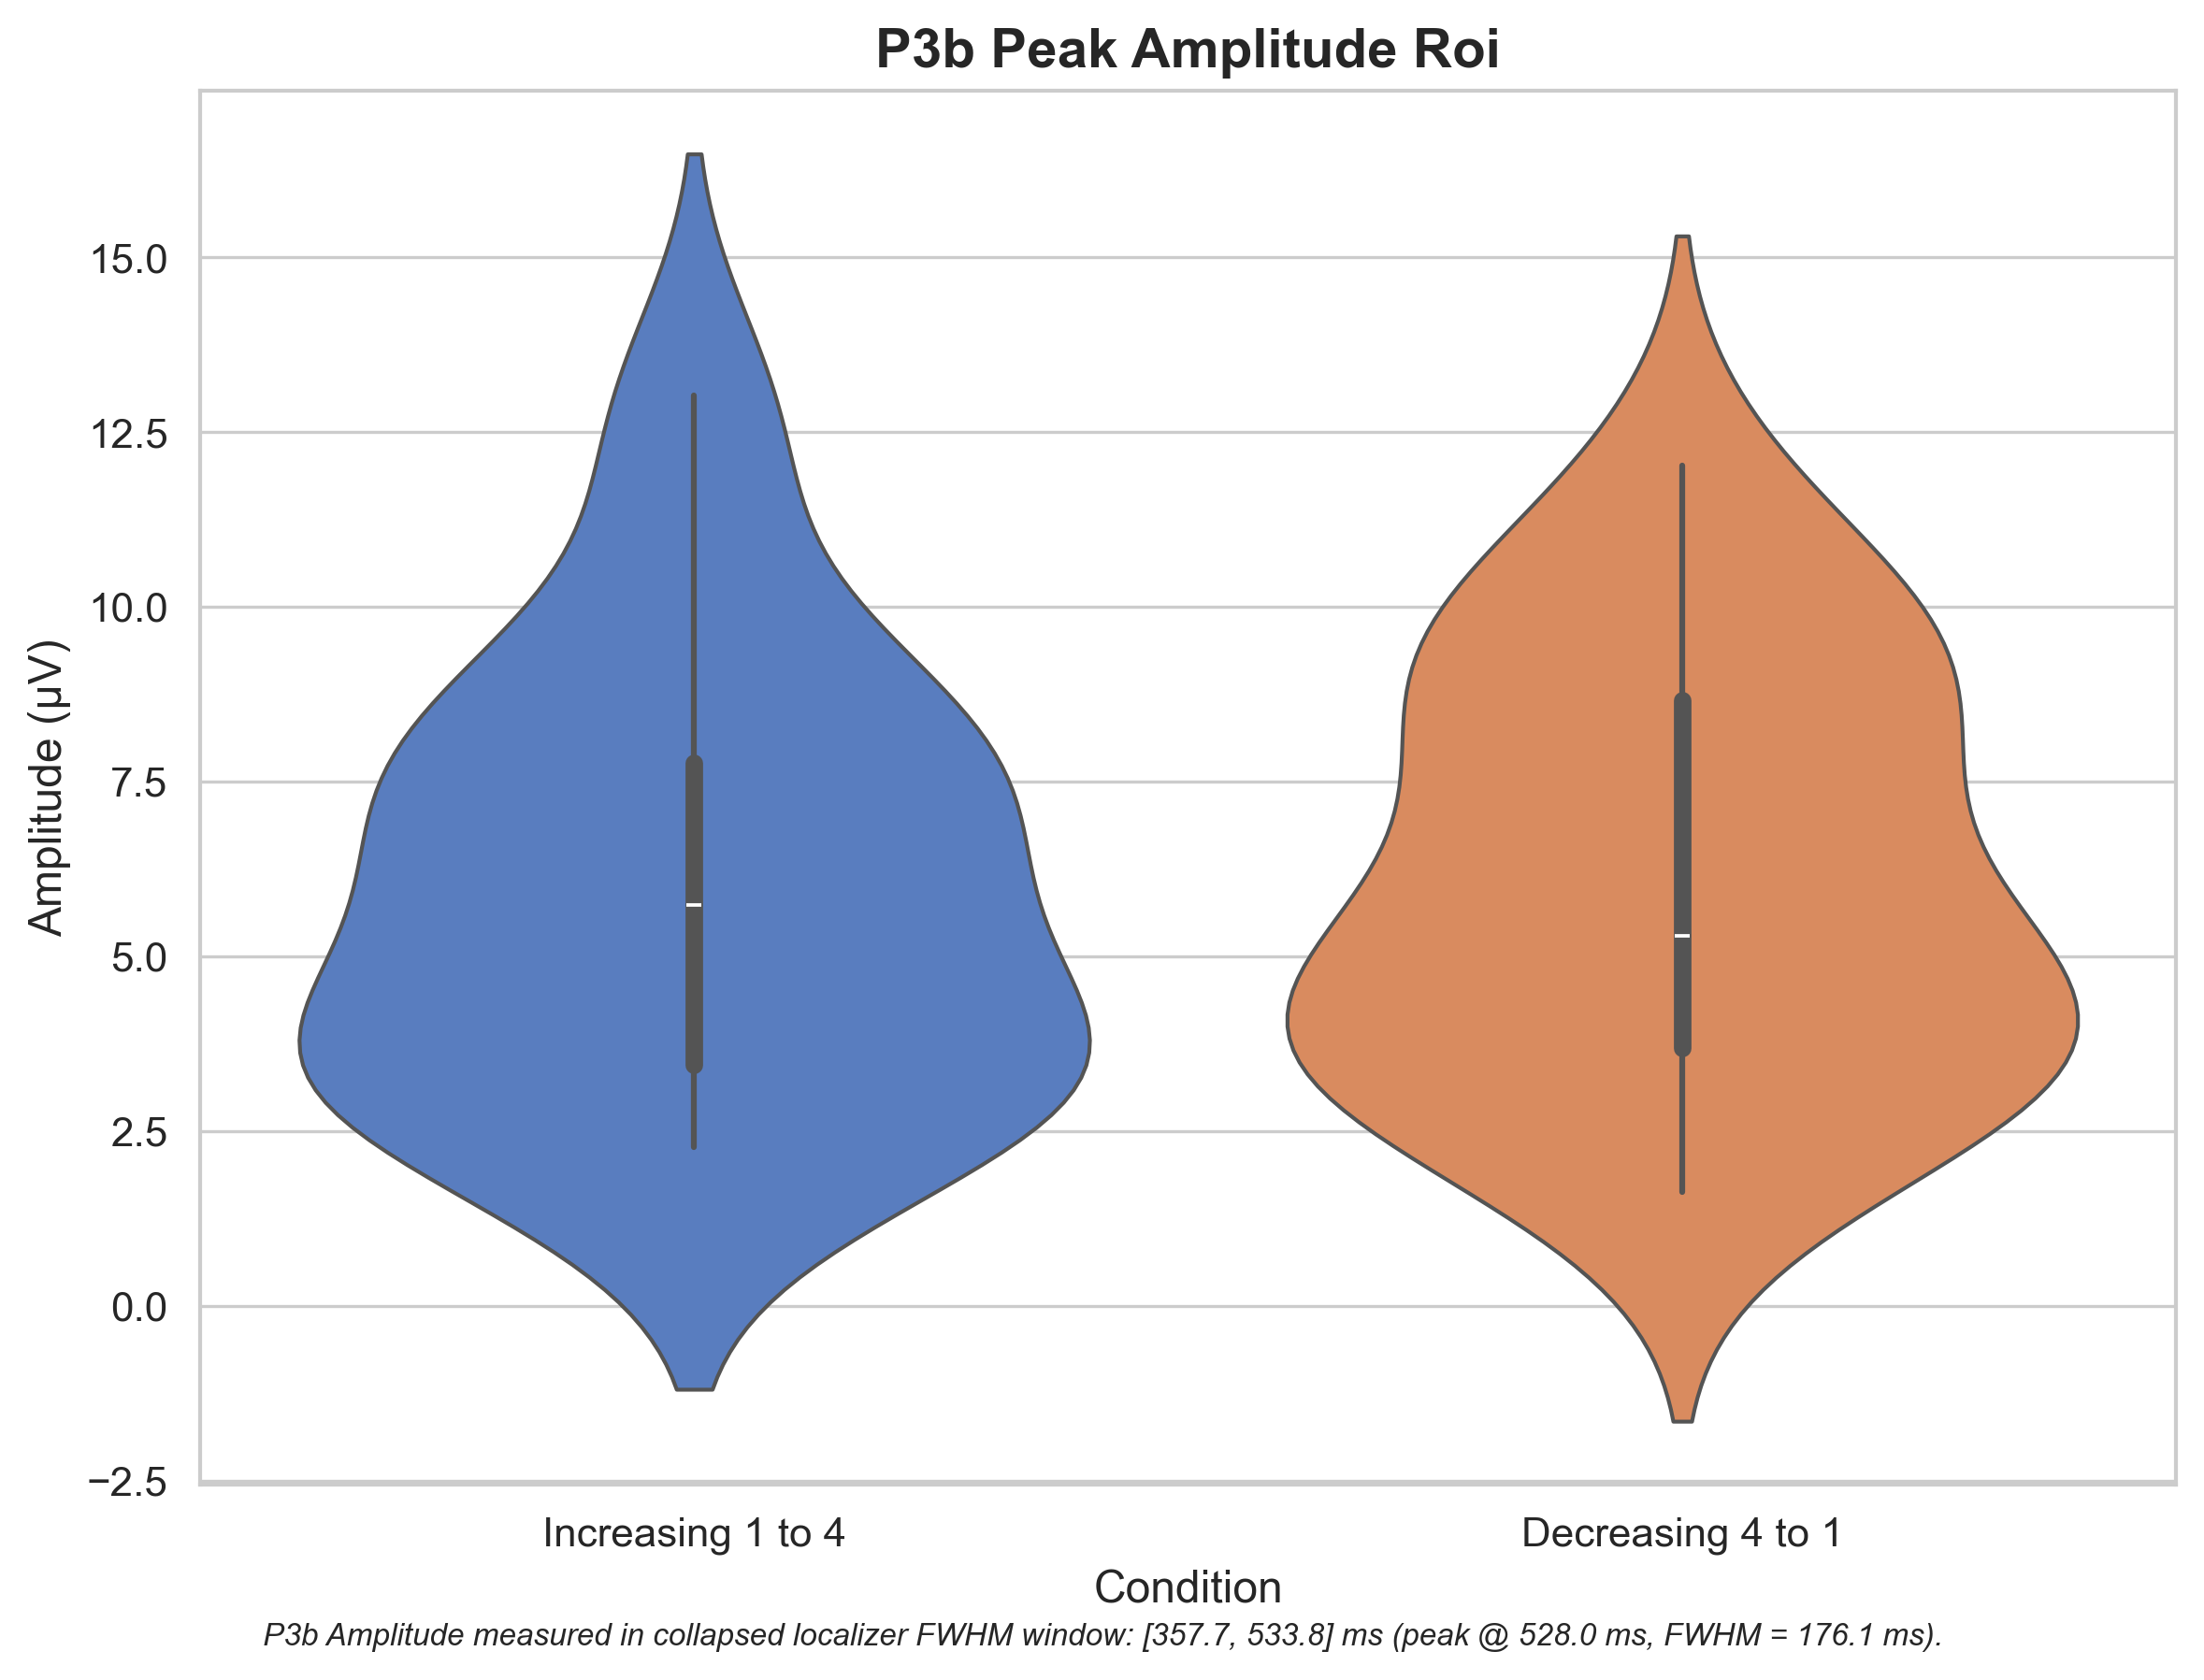 P3b Peak Amplitude Roi
Amplitude (µV)
15.0
12.5
10.0
7.5
5.0
2.5
0.0
−2.5
Increasing 1 to 4
Decreasing 4 to 1
Condition
P3b Amplitude measured in collapsed localizer FWHM window: [357.7, 533.8] ms (peak @ 528.0 ms, FWHM = 176.1 ms).